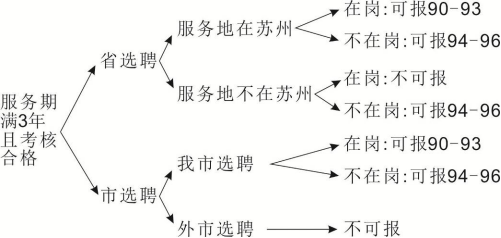 在岗:可报90-93
服务地在苏州
不在岗:可报94-96
省选聘
在岗:不可报
服务地不在苏州
不在岗:可报94-96
服务期
满3年
且考核
合格
在岗:可报90-93
我市选聘
不在岗:可报94-96
市选聘
外市选聘
不可报